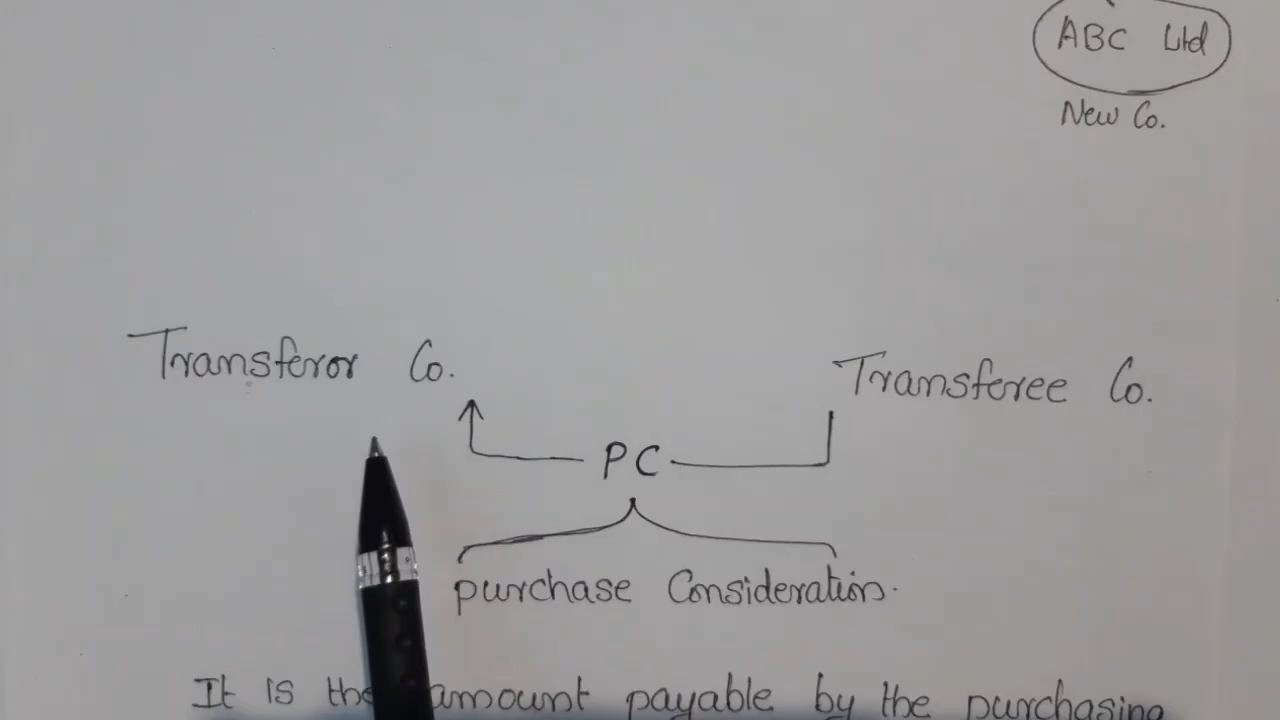 ABC Ltd
New Co.
Transferor Co.
Transferee Co.
PC
purchase Consideration.
It is the amount payable by the purchasing